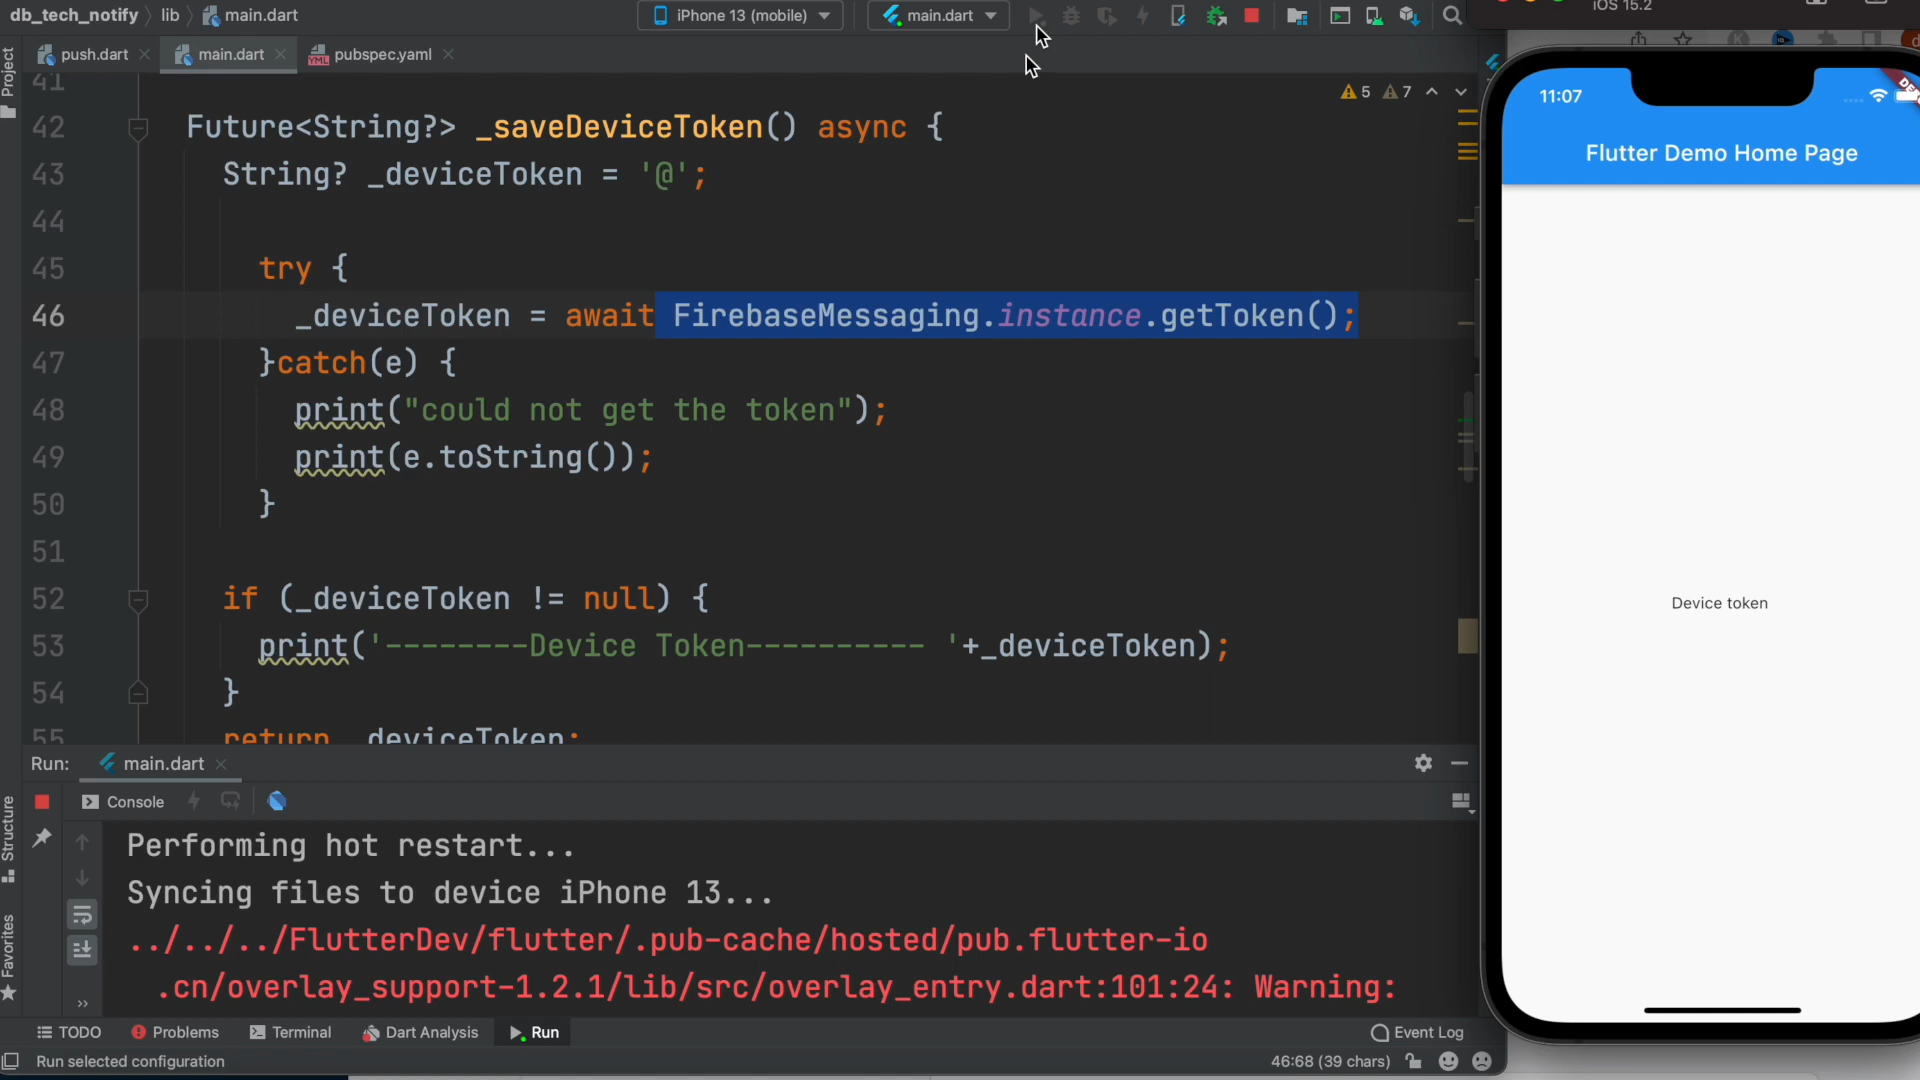 db_tech_notify
lib
main.dart
iPhone 13 (mobile)
main.dart
iOS 15.2
Project
push.dart
main.dart
pubspec.yaml
5
7
41
42 Future<String?> _saveDeviceToken() async {
43 String? _deviceToken = '@';
44
45 try {
46 _deviceToken = await FirebaseMessaging.instance.getToken();
47 }catch(e) {
48 print("could not get the token");
49 print(e.toString());
50 }
51
52 if (_deviceToken != null) {
53 print('--------Device Token---------- '+_deviceToken);
54 }
55 return _deviceToken;
11:07
Flutter Demo Home Page
Device token
Run:
main.dart
Console
Structure
Favorites
Performing hot restart...
Syncing files to device iPhone 13...
../../../FlutterDev/flutter/.pub-cache/hosted/pub.flutter-io
.cn/overlay_support-1.2.1/lib/src/overlay_entry.dart:101:24: Warning:
TODO
Problems
Terminal
Dart Analysis
Run
Event Log
Run selected configuration
46:68 (39 chars)